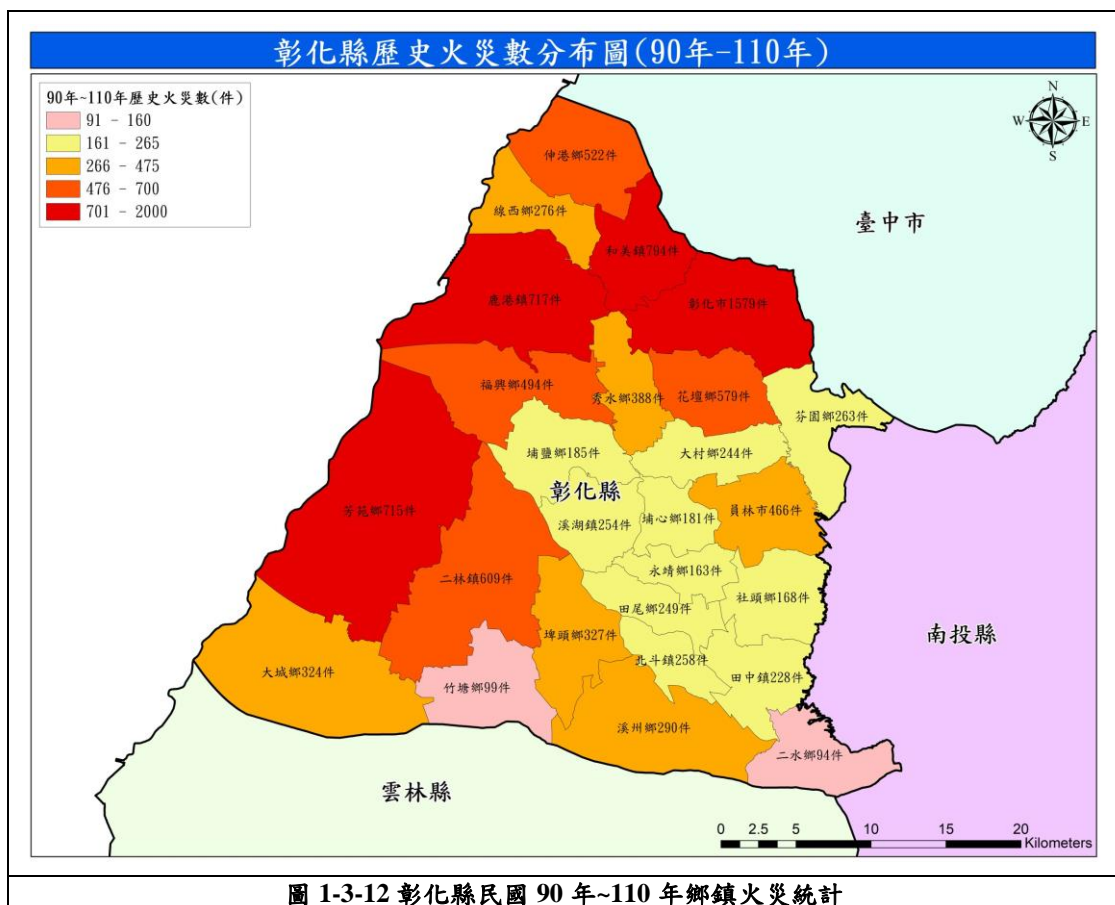 彰化縣歷史火災數分布圖(90年-110年)
90年~110年歷史火災數(件)
91 - 160
161 - 265
266 - 475
476 - 700
701 - 2000
N
W
E
S
伸港鄉522件
線西鄉276件
和美鎮794件
臺中市
鹿港鎮717件
彰化市1579件
福興鄉494件
秀水鄉388件
花壇鄉579件
芬園鄉263件
埔鹽鄉185件
大村鄉244件
彰化縣
員林市466件
芳苑鄉715件
溪湖鎮254件
埔心鄉181件
二林鎮609件
永靖鄉163件
社頭鄉168件
田尾鄉249件
埤頭鄉327件
南投縣
北斗鎮258件
大城鄉324件
竹塘鄉99件
田中鎮228件
溪州鄉290件
二水鄉94件
雲林縣
0 2.5 5 10 15 20
Kilometers
圖 1-3-12 彰化縣民國 90 年~110 年鄉鎮火災統計